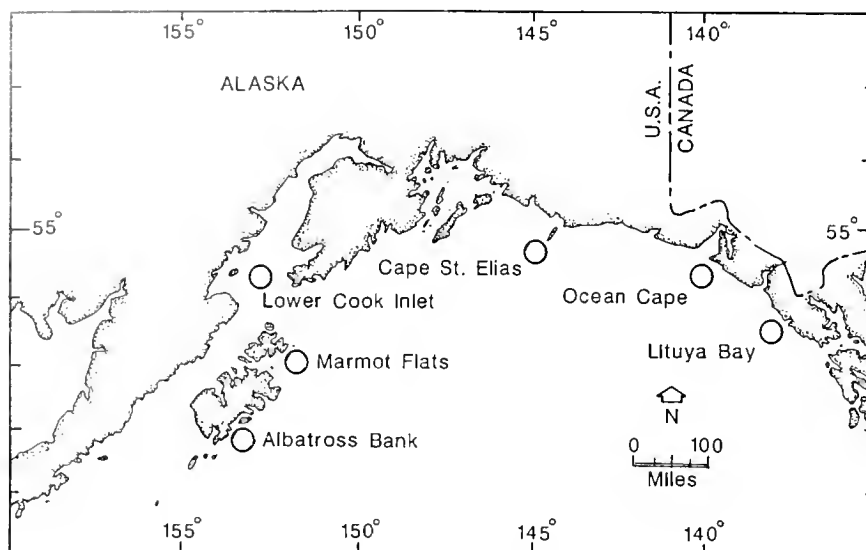 155° 150° 145° 140°
ALASKA
U.S.A.
CANADA
55° 55°
Cape St. Elias
Lower Cook Inlet
Ocean Cape
Lituya Bay
Marmot Flats
N
Albatross Bank
0 100
Miles
155° 150° 145° 140°